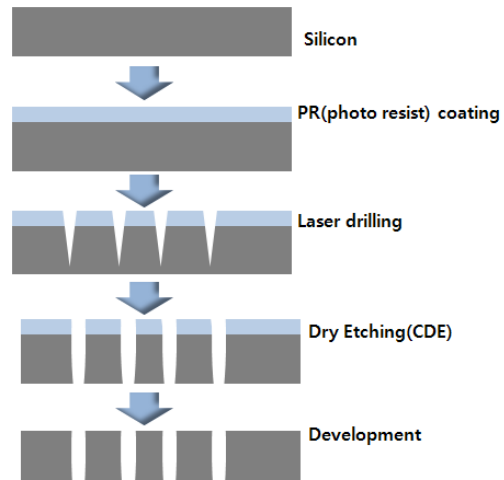 Silicon
PR(photo resist) coating
Laser drilling
Dry Etching(CDE)
Development